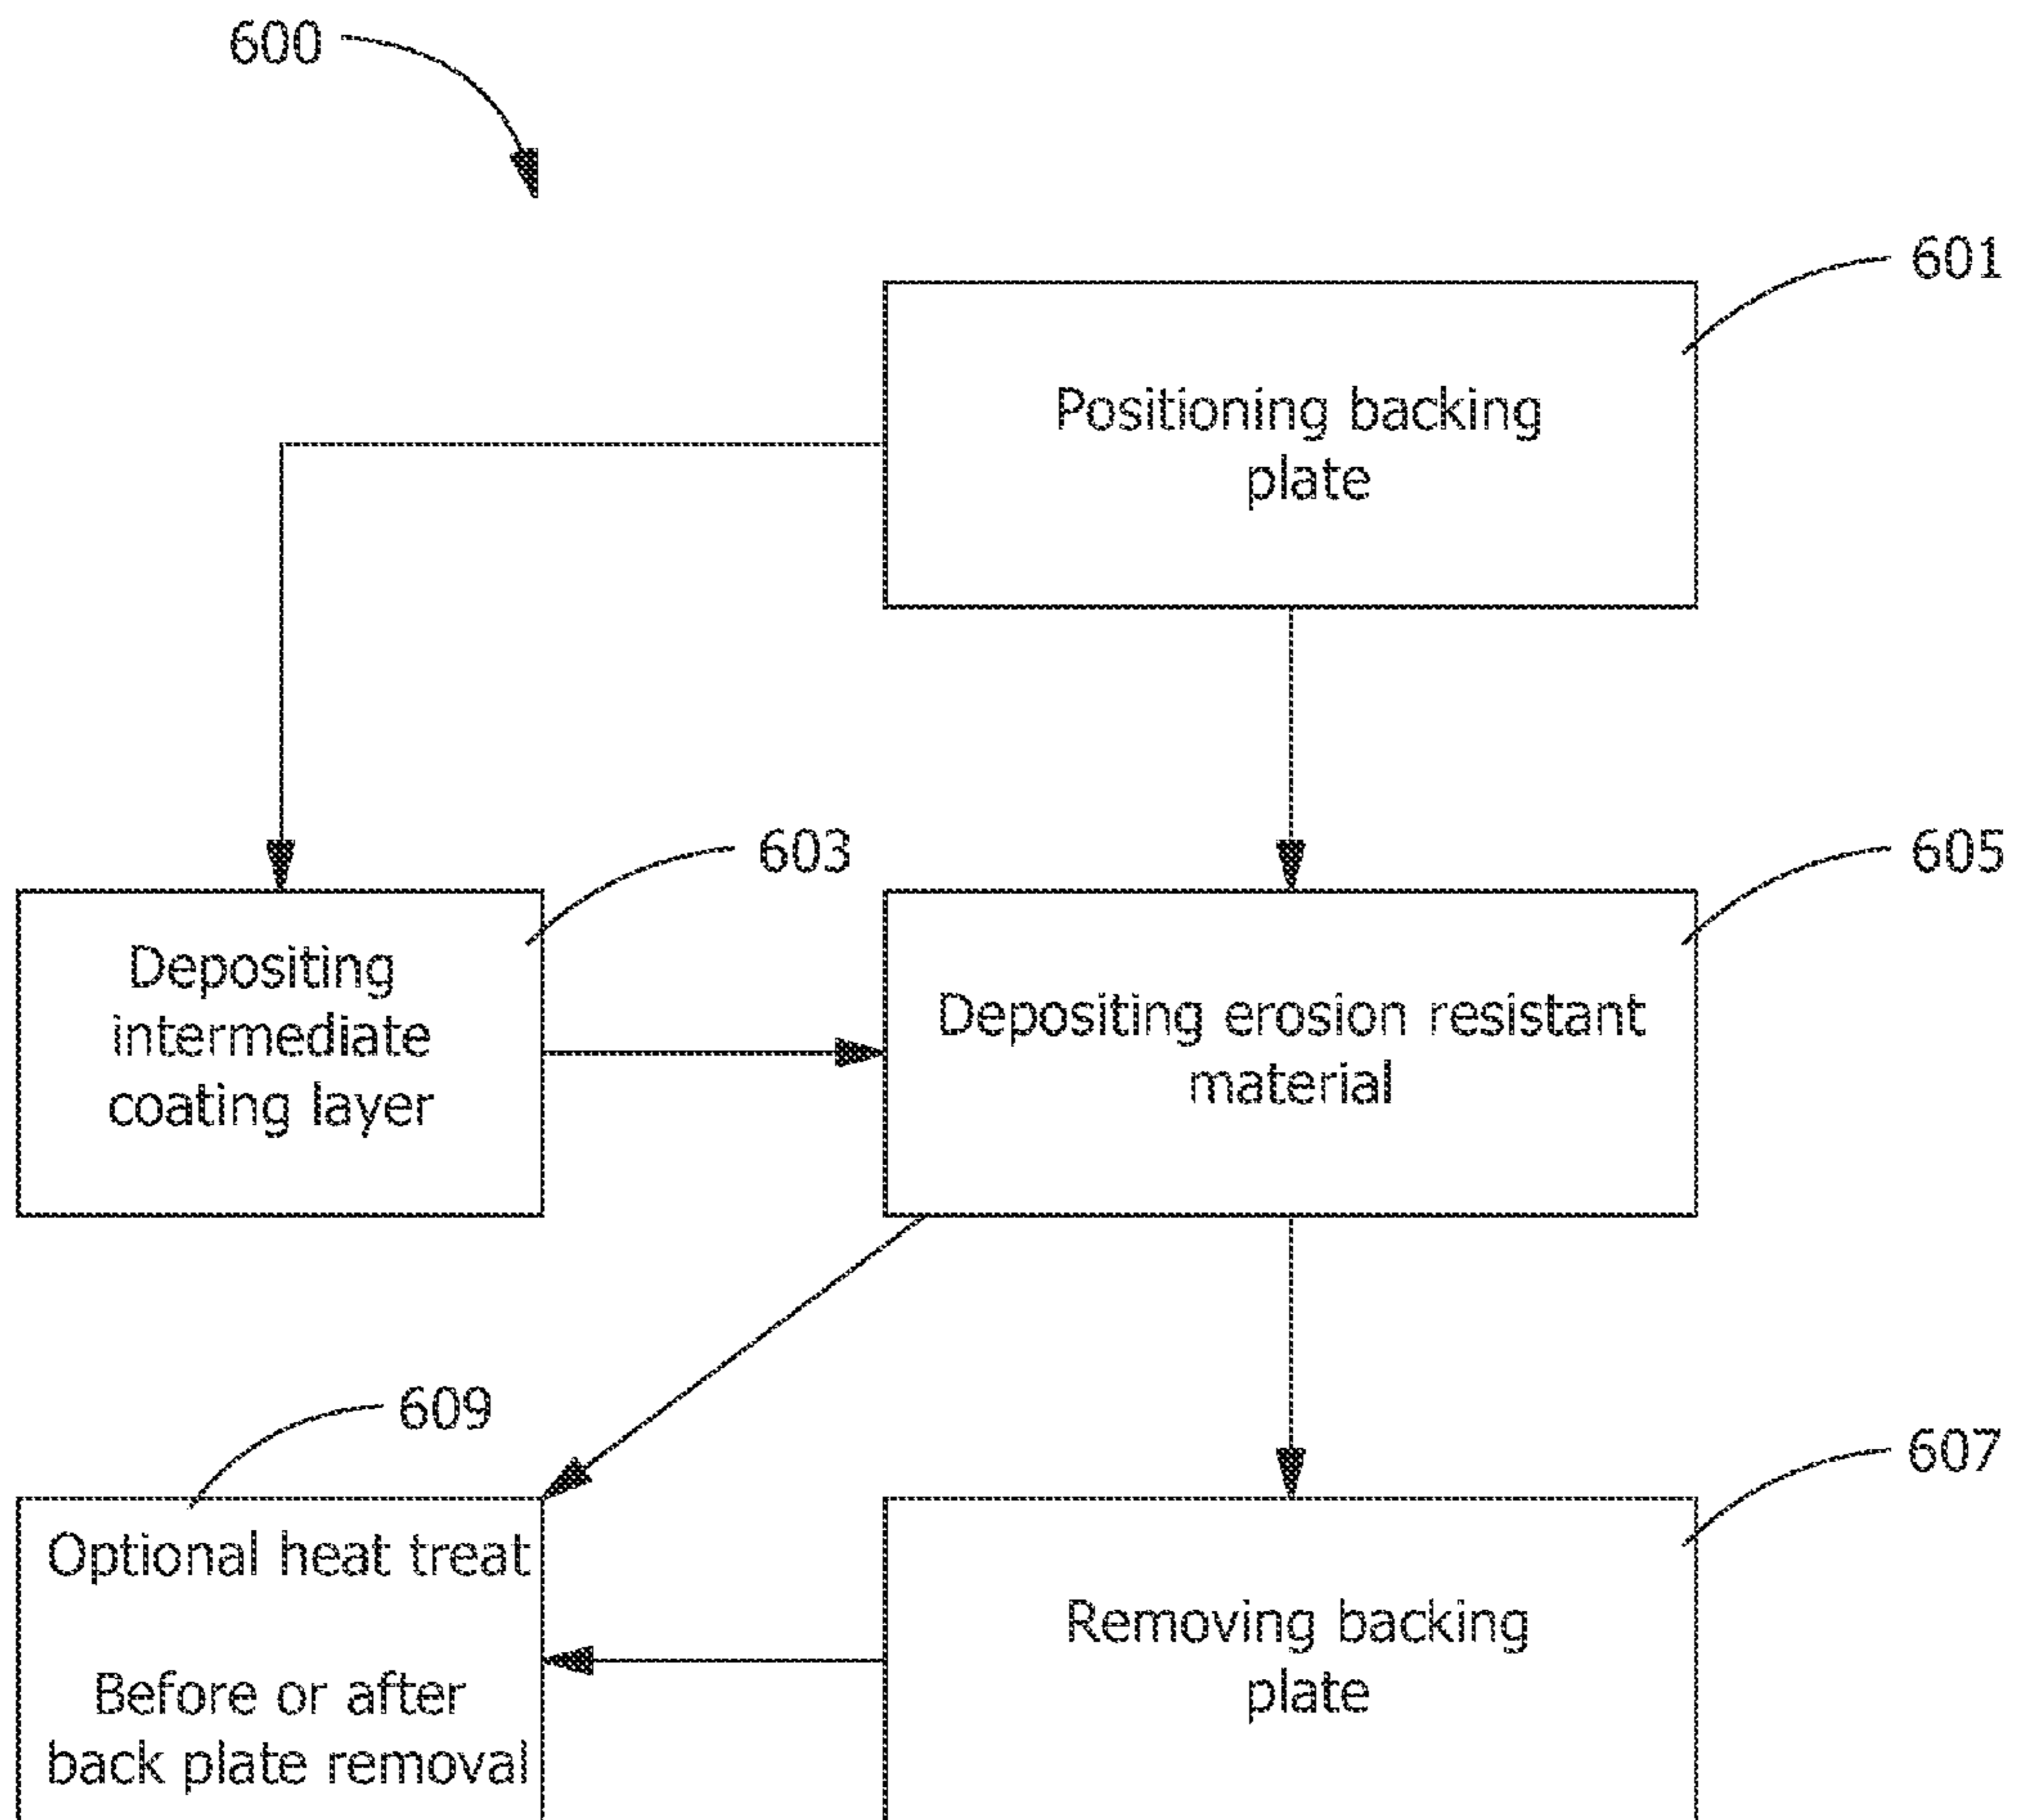 600
601
Positioning backing
plate
603
605
Depositing
intermediate
coating layer
Depositing erosion resistant
material
609
607
Optional heat treat
Before or after
back plate removal
Removing backing
plate